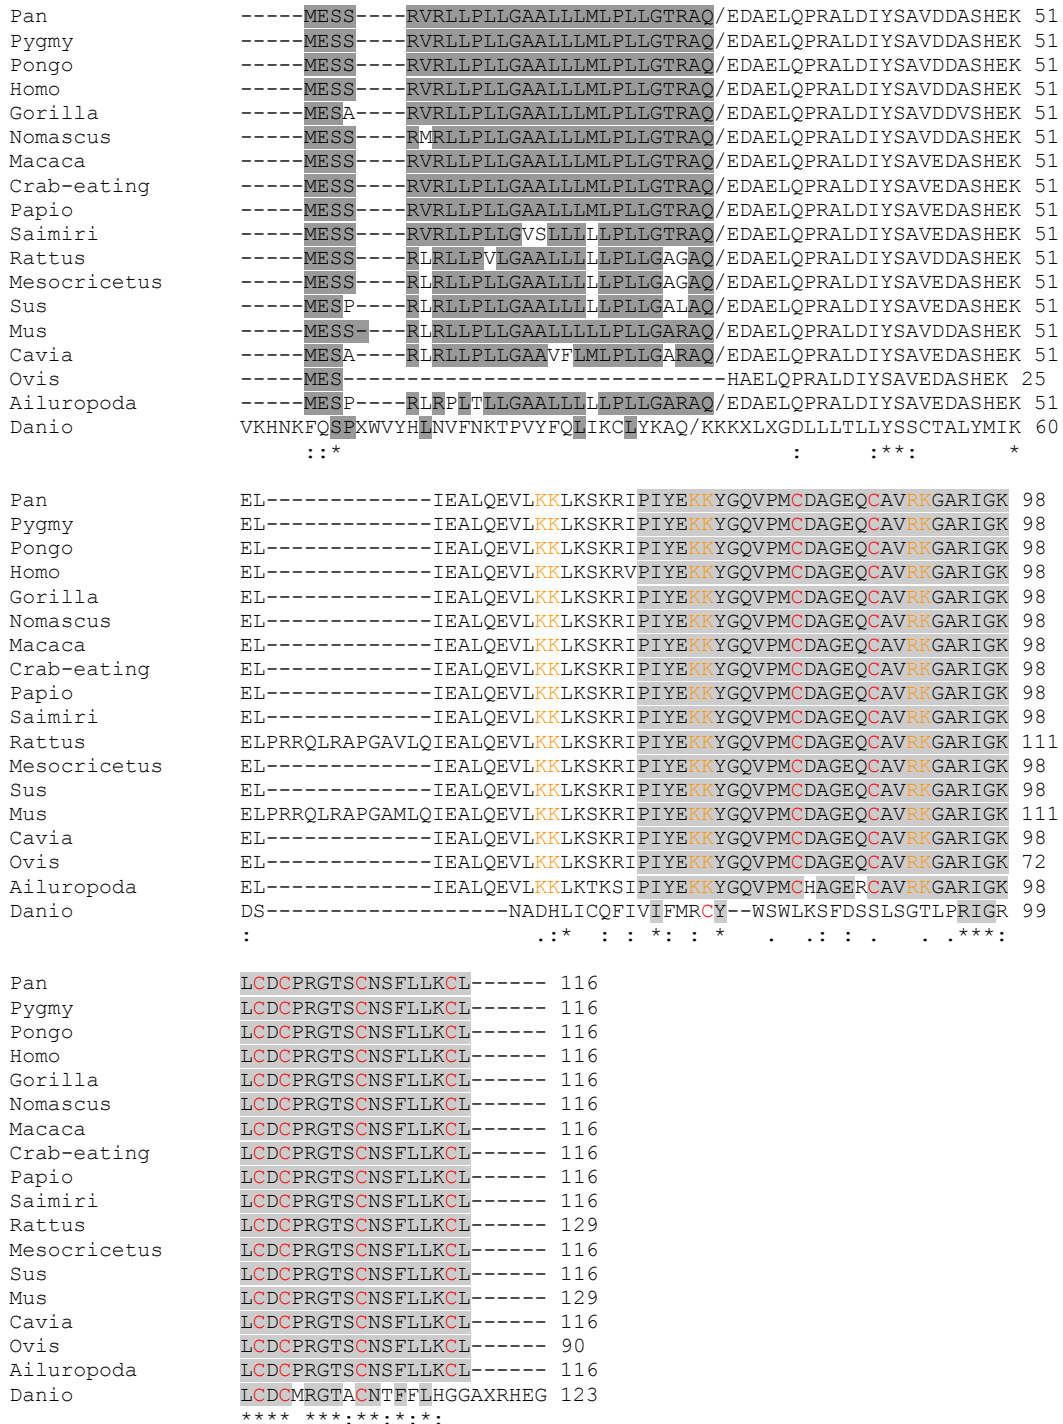 Pan -----MESS----RVRLLPLLGAALLLMLPLLGTRAQ/EDAELQPRALDIYSAVDDASHEK 51
Pygmy -----MESS----RVRLLPLLGAALLLMLPLLGTRAQ/EDAELQPRALDIYSAVDDASHEK 51
Pongo -----MESS----RVRLLPLLGAALLLMLPLLGTRAQ/EDAELQPRALDIYSAVDDASHEK 51
Homo -----MESS----RVRLLPLLGAALLLMLPLLGTRAQ/EDAELQPRALDIYSAVDDASHEK 51
Gorilla -----MESA----RVRLLPLLGAALLLMLPLLGTRAQ/EDAELQPRALDIYSAVDDVSHEK 51
Nomascus -----MESS----RMRLLPLLGAALLLMLPLLGTRAQ/EDAELQPRALDIYSAVDDASHEK 51
Macaca -----MESS----RVRLLPLLGAALLLMLPLLGTRAQ/EDAELQPRALDIYSAVEDASHEK 51
Crab-eating -----MESS----RVRLLPLLGAALLLMLPLLGTRAQ/EDAELQPRALDIYSAVEDASHEK 51
Papio -----MESS----RVRLLPLLGAALLLMLPLLGTRAQ/EDAELQPRALDIYSAVEDASHEK 51
Saimiri -----MESS----RVRLLPLLGVSLLLLLPLLGTRAQ/EDAELQPRALDIYSAVEDASHEK 51
Rattus -----MESS----RLRLLPVLGAALLLLLPLLGAGAQ/EDAELQPRALDIYSAVEDASHEK 51
Mesocricetus -----MESS----RLRLLPLLGAALLLLLPLLGAGAQ/EDAELQPRALDIYSAVEDASHEK 51
Sus -----MESP----RLRLLPLLGAALLLLLPLLGALAQ/EDAELQPRALDIYSAVEDASHEK 51
Mus -----MESS----RLRLLPLLGAALLLLLPLLGARAQ/EDAELQPRALDIYSAVEDASHEK 51
Cavia -----MESA----RLRLLPLLGAAVFLMLPLLGARAQ/EDAELQPRALDIYSAVEDASHEK 51
Ovis -----MES------------------------------HAELQPRALDIYSAVEDASHEK 25
Ailuropoda -----MESP----RLRPLTLLGAALLLLLPLLGARAQ/EDAELQPRALDIYSAVEDASHEK 51
Danio VKHNKFQSPXWVYHLNVFNKTPVYFQLIKCLYKAQ/KKKXLXGDLLLTLLYSSCTALYMIK 60
::* : :**: *
Pan EL-------------IEALQEVLKKLKSKRIPIYEKKYGQVPMCDAGEQCAVRKGARIGK 98
Pygmy EL-------------IEALQEVLKKLKSKRIPIYEKKYGQVPMCDAGEQCAVRKGARIGK 98
Pongo EL-------------IEALQEVLKKLKSKRIPIYEKKYGQVPMCDAGEQCAVRKGARIGK 98
Homo EL-------------IEALQEVLKKLKSKRVPIYEKKYGQVPMCDAGEQCAVRKGARIGK 98
Gorilla EL-------------IEALQEVLKKLKSKRIPIYEKKYGQVPMCDAGEQCAVRKGARIGK 98
Nomascus EL-------------IEALQEVLKKLKSKRIPIYEKKYGQVPMCDAGEQCAVRKGARIGK 98
Macaca EL-------------IEALQEVLKKLKSKRIPIYEKKYGQVPMCDAGEQCAVRKGARIGK 98
Crab-eating EL-------------IEALQEVLKKLKSKRIPIYEKKYGQVPMCDAGEQCAVRKGARIGK 98
Papio EL-------------IEALQEVLKKLKSKRIPIYEKKYGQVPMCDAGEQCAVRKGARIGK 98
Saimiri EL-------------IEALQEVLKKLKSKRIPIYEKKYGQVPMCDAGEQCAVRKGARIGK 98
Rattus ELPRRQLRAPGAVLQIEALQEVLKKLKSKRIPIYEKKYGQVPMCDAGEQCAVRKGARIGK 111
Mesocricetus EL-------------IEALQEVLKKLKSKRIPIYEKKYGQVPMCDAGEQCAVRKGARIGK 98
Sus EL-------------IEALQEVLKKLKSKRIPIYEKKYGQVPMCDAGEQCAVRKGARIGK 98
Mus ELPRRQLRAPGAMLQIEALQEVLKKLKSKRIPIYEKKYGQVPMCDAGEQCAVRKGARIGK 111
Cavia EL-------------IEALQEVLKKLKSKRIPIYEKKYGQVPMCDAGEQCAVRKGARIGK 98
Ovis EL-------------IEALQEVLKKLKSKRIPIYEKKYGQVPMCDAGEQCAVRKGARIGK 72
Ailuropoda EL-------------IEALQEVLKKLKTKSIPIYEKKYGQVPMCHAGERCAVRKGARIGK 98
Danio DS-------------------NADHLICQFIVIFMRCY--WSWLKSFDSSLSGTLPRIGR 99
: .:* : : *: : * . .: : . . .***:
Pan LCDCPRGTSCNSFLLKCL------ 116
Pygmy LCDCPRGTSCNSFLLKCL------ 116
Pongo LCDCPRGTSCNSFLLKCL------ 116
Homo LCDCPRGTSCNSFLLKCL------ 116
Gorilla LCDCPRGTSCNSFLLKCL------ 116
Nomascus LCDCPRGTSCNSFLLKCL------ 116
Macaca LCDCPRGTSCNSFLLKCL------ 116
Crab-eating LCDCPRGTSCNSFLLKCL------ 116
Papio LCDCPRGTSCNSFLLKCL------ 116
Saimiri LCDCPRGTSCNSFLLKCL------ 116
Rattus LCDCPRGTSCNSFLLKCL------ 129
Mesocricetus LCDCPRGTSCNSFLLKCL------ 116
Sus LCDCPRGTSCNSFLLKCL------ 116
Mus LCDCPRGTSCNSFLLKCL------ 129
Cavia LCDCPRGTSCNSFLLKCL------ 116
Ovis LCDCPRGTSCNSFLLKCL------ 90
Ailuropoda LCDCPRGTSCNSFLLKCL------ 116
Danio LCDCMRGTACNTFFLHGGAXRHEG 123
**** ***:**:*:*: